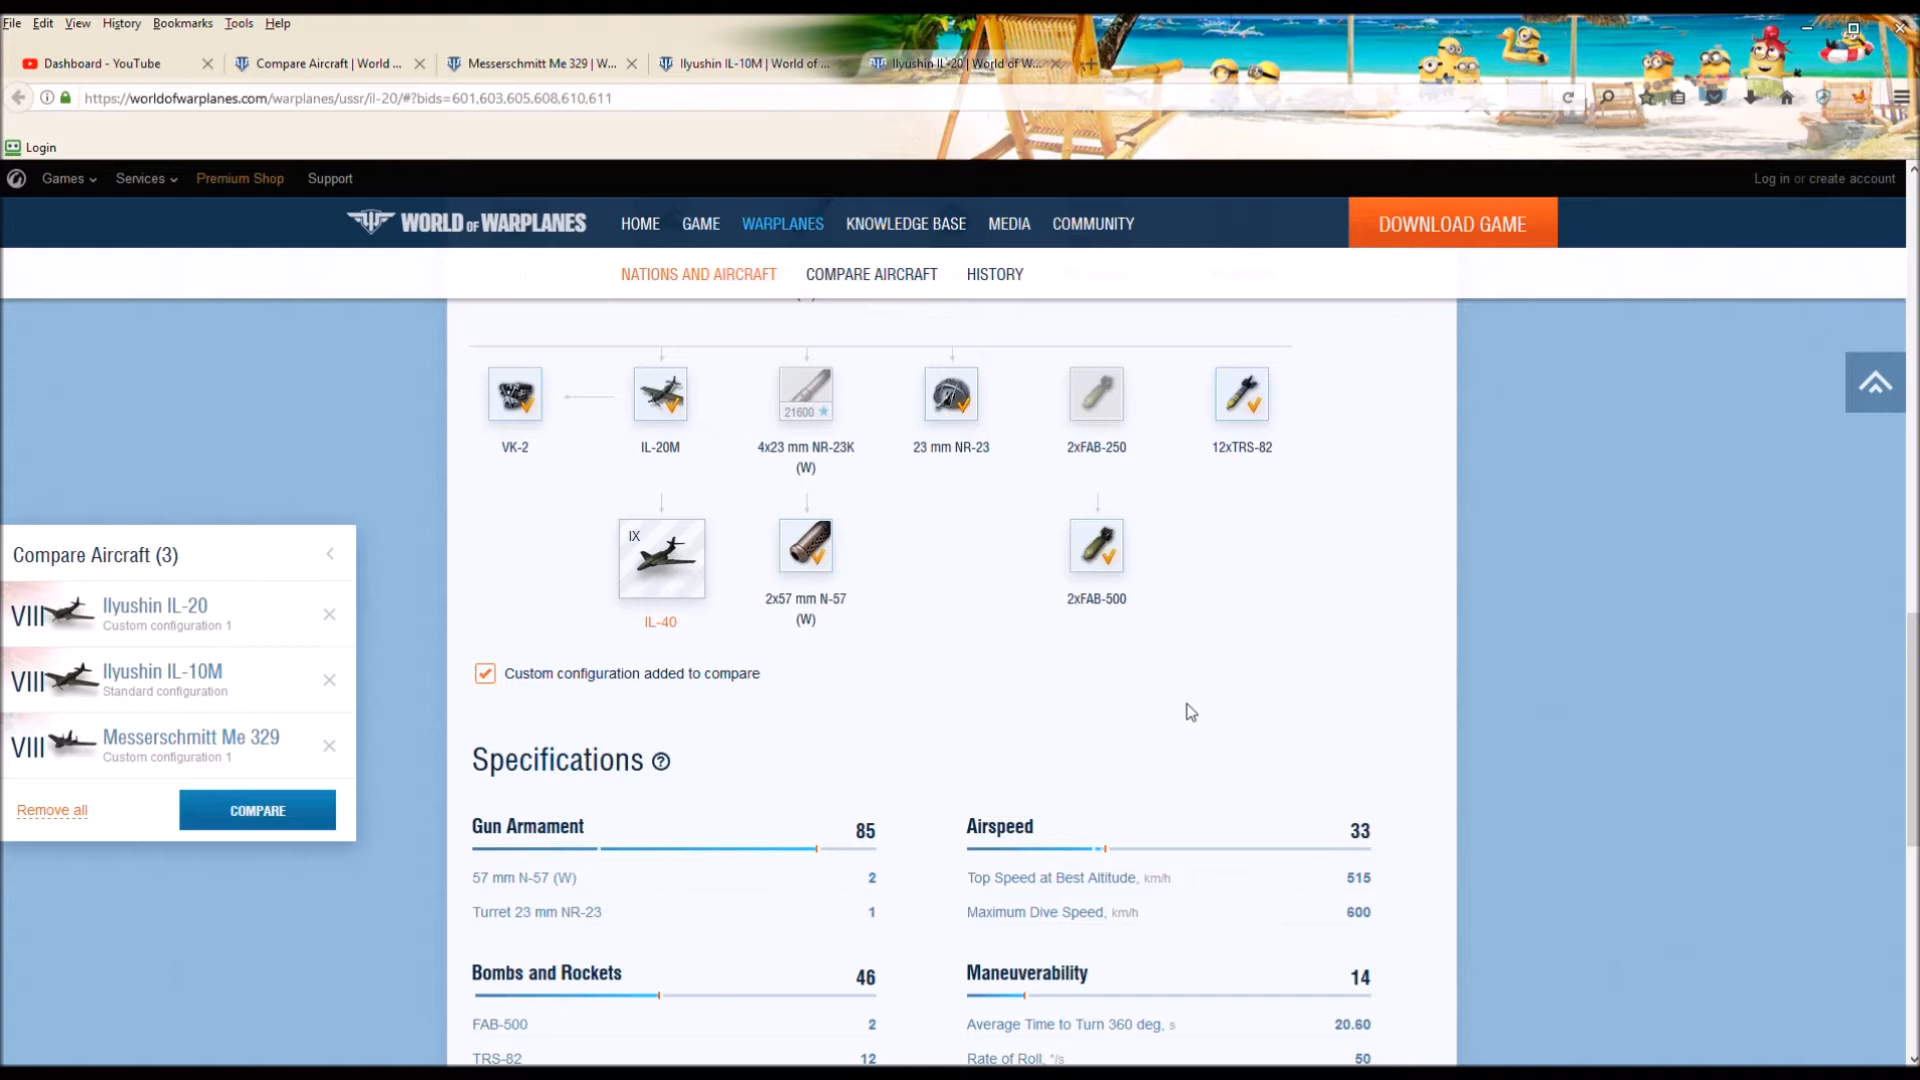 File Edit View History Bookmarks Tools Help
Dashboard - YouTube
Compare Aircraft | World ...
Messerschmitt Me 329 | W...
Ilyushin IL-10M | World of ...
Ilyushin IL-20 | World of W...
https://worldofwarplanes.com/warplanes/ussr/il-20/#?bids=601,603,605,608,610,611
Login
Games Services Premium Shop Support
Log in or create account
WORLD OF WARPLANES
HOME GAME WARPLANES KNOWLEDGE BASE MEDIA COMMUNITY
DOWNLOAD GAME
NATIONS AND AIRCRAFT COMPARE AIRCRAFT HISTORY
21600
VK-2
IL-20M
4x23 mm NR-23K
(W)
23 mm NR-23
2xFAB-250
12xTRS-82
IX
IL-40
2x57 mm N-57
(W)
2xFAB-500
Custom configuration added to compare
Compare Aircraft (3)
VIII Ilyushin IL-20
Custom configuration 1
VIII Ilyushin IL-10M
Standard configuration
VIII Messerschmitt Me 329
Custom configuration 1
Remove all
COMPARE
Specifications
Gun Armament 85
57 mm N-57 (W) 2
Turret 23 mm NR-23 1
Airspeed 33
Top Speed at Best Altitude, km/h 515
Maximum Dive Speed, km/h 600
Bombs and Rockets 46
FAB-500 2
TRS-82 12
Maneuverability 14
Average Time to Turn 360 deg, s 20.60
Rate of Roll, °/s 50